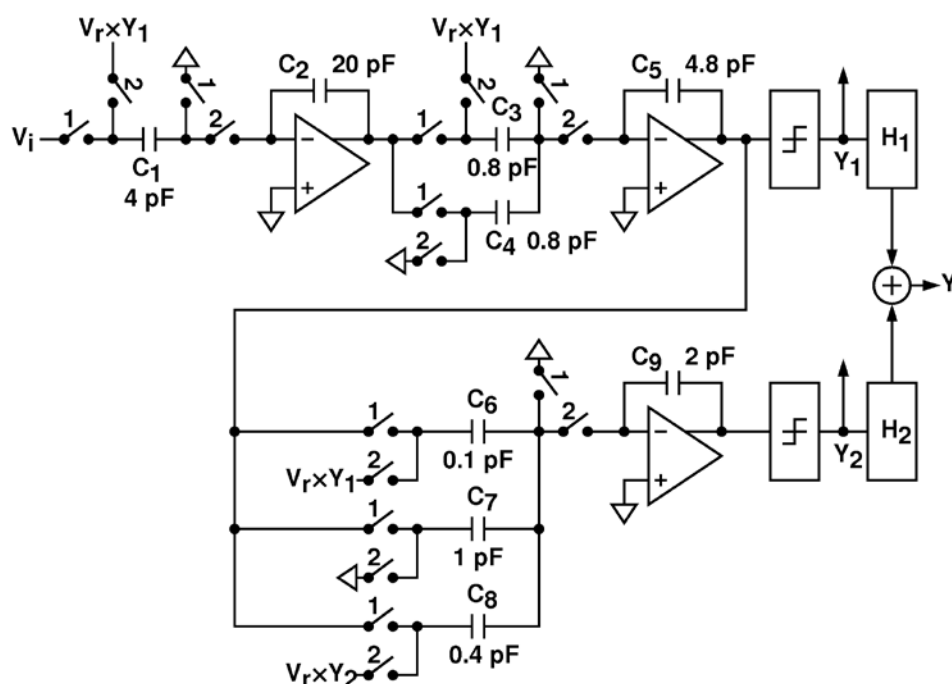 Vr×Y1
Vr×Y1
C2 20 pF
C5 4.8 pF
2
1
2
1
Vi 1
2
1
C3
2
C1
4 pF
0.8 pF
1
C4 0.8 pF
2
Y1
H1
Y
C9 2 pF
1
C6
1
2
0.1 pF
Vr×Y1 2
C7
1
1 pF
2
C8
1
0.4 pF
Vr×Y2 2
Y2
H2